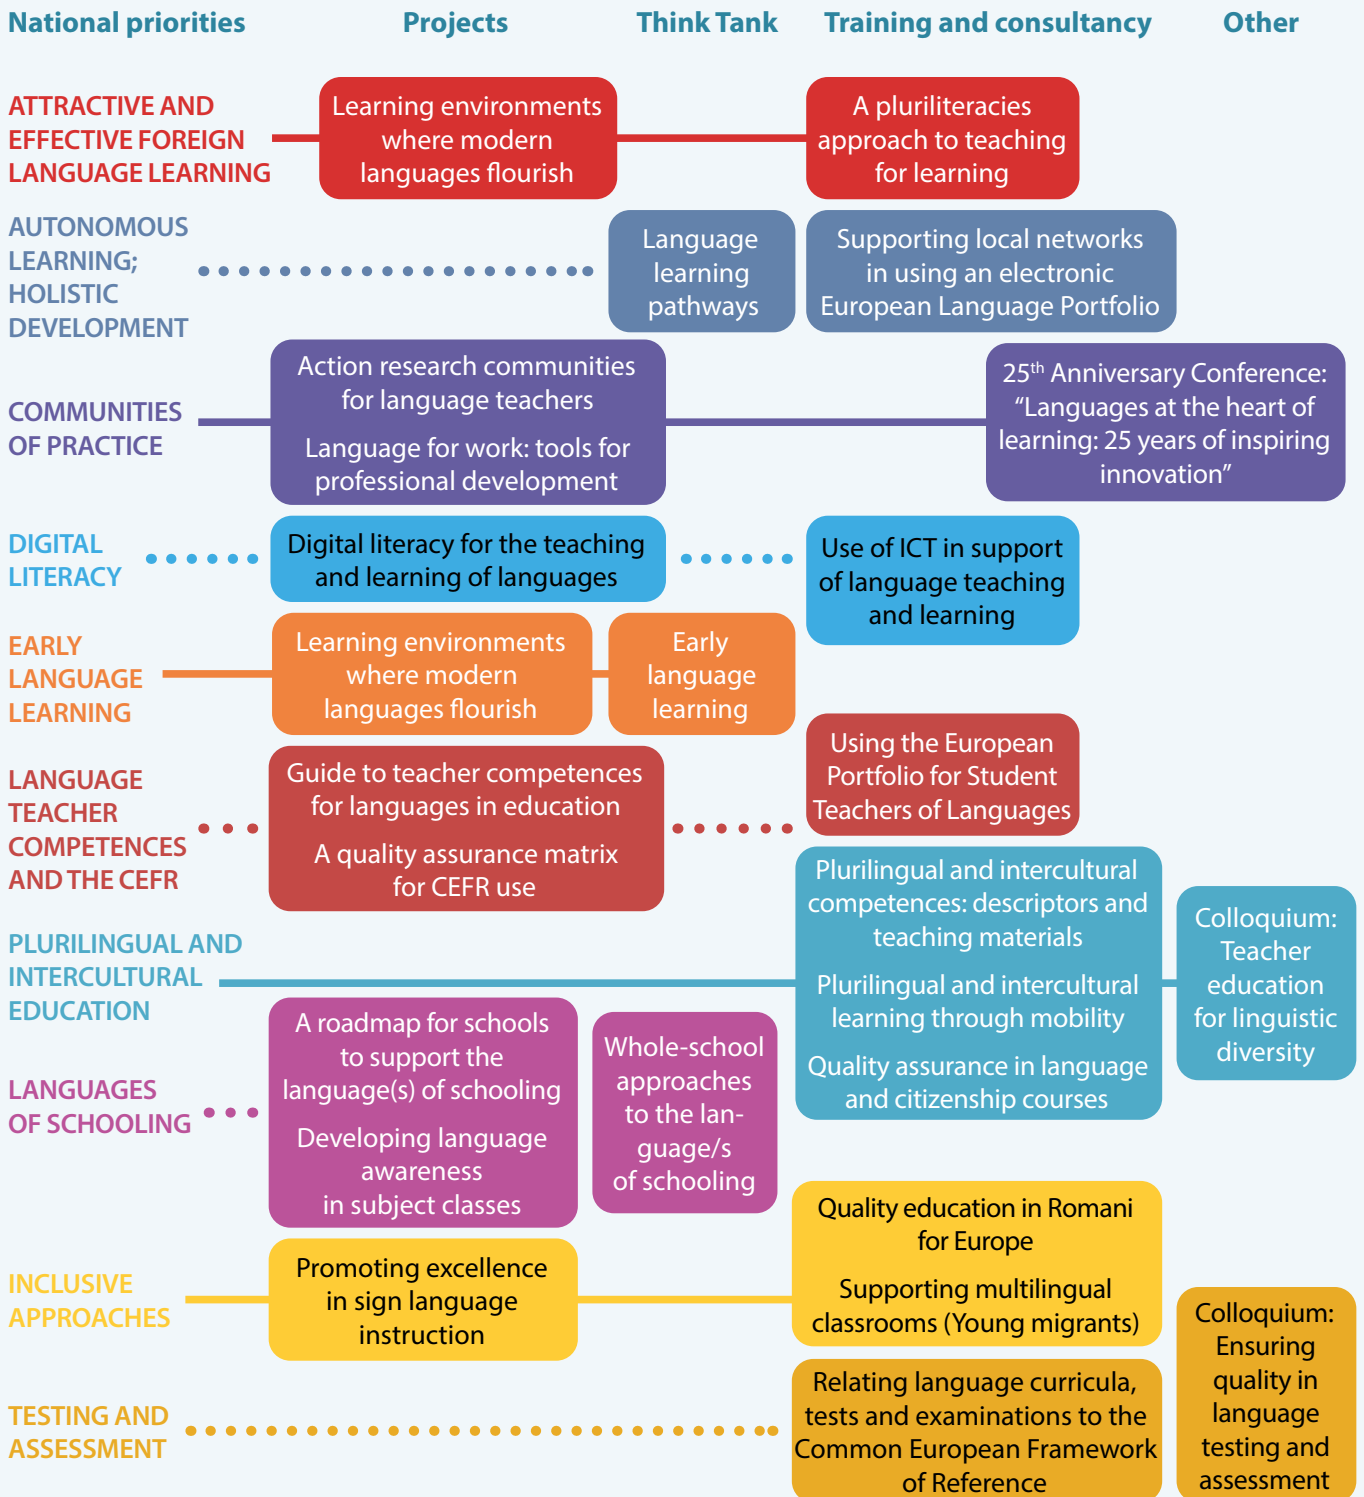 National priorities
Projects
Think Tank
Training and consultancy
Other
ATTRACTIVE AND
EFFECTIVE FOREIGN
LANGUAGE LEARNING
Learning environments
where modern
languages flourish
A pluriliteracies
approach to teaching
for learning
AUTONOMOUS
LEARNING;
HOLISTIC
DEVELOPMENT
Language
learning
pathways
Supporting local networks
in using an electronic
European Language Portfolio
COMMUNITIES
OF PRACTICE
Action research communities
for language teachers
Language for work: tools for
professional development
25th Anniversary Conference:
“Languages at the heart of
learning: 25 years of inspiring
innovation”
DIGITAL
LITERACY
Digital literacy for the teaching
and learning of languages
Use of ICT in support
of language teaching
and learning
EARLY
LANGUAGE
LEARNING
Learning environments
where modern
languages flourish
Early
language
learning
LANGUAGE
TEACHER
COMPETENCES
AND THE CEFR
Guide to teacher competences
for languages in education
A quality assurance matrix
for CEFR use
Using the European
Portfolio for Student
Teachers of Languages
PLURILINGUAL AND
INTERCULTURAL
EDUCATION
Plurilingual and intercultural
competences: descriptors and
teaching materials
Plurilingual and intercultural
learning through mobility
Quality assurance in language
and citizenship courses
Colloquium:
Teacher
education
for linguistic
diversity
LANGUAGES
OF SCHOOLING
A roadmap for schools
to support the
language(s) of schooling
Developing language
awareness
in subject classes
Whole-school
approaches
to the lan-
guage/s
of schooling
INCLUSIVE
APPROACHES
Promoting excellence
in sign language
instruction
Quality education in Romani
for Europe
Supporting multilingual
classrooms (Young migrants)
TESTING AND
ASSESSMENT
Relating language curricula,
tests and examinations to the
Common European Framework
of Reference
Colloquium:
Ensuring
quality in
language
testing and
assessment